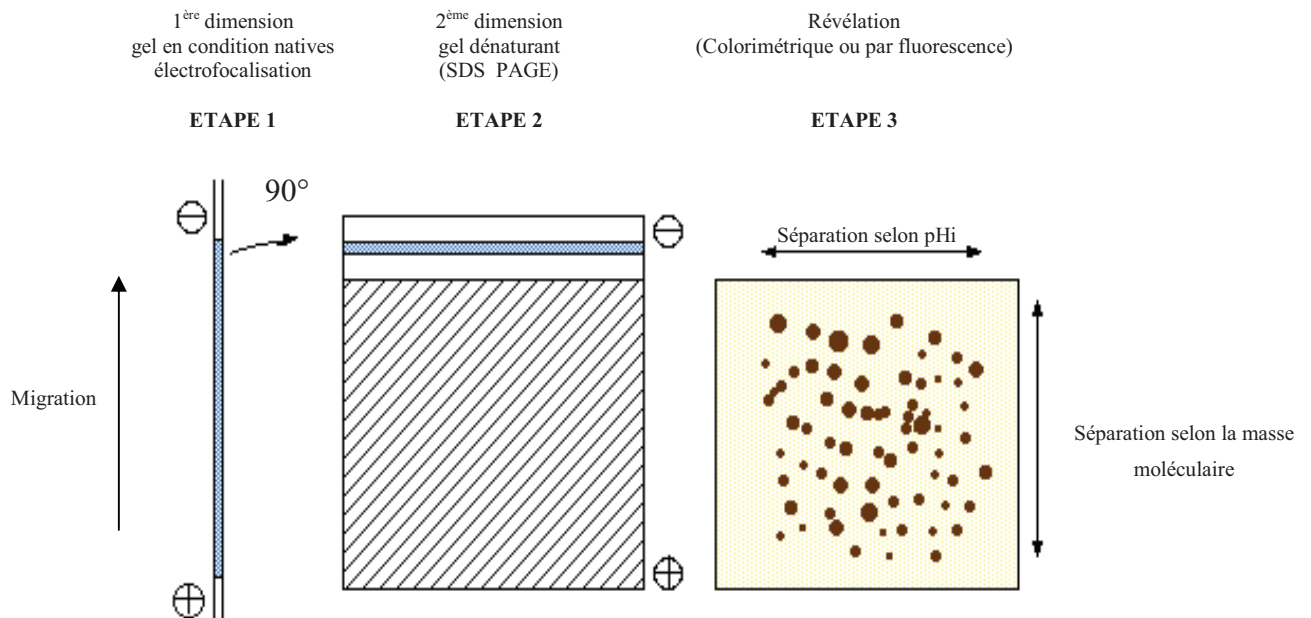 1ère dimension
gel en condition natives
électrofocalisation
ETAPE 1
2ème dimension
gel dénaturant
(SDS PAGE)
ETAPE 2
Révélation
(Colorimétrique ou par fluorescence)
ETAPE 3
90°
Séparation selon pHi
Migration
Séparation selon la masse
moléculaire